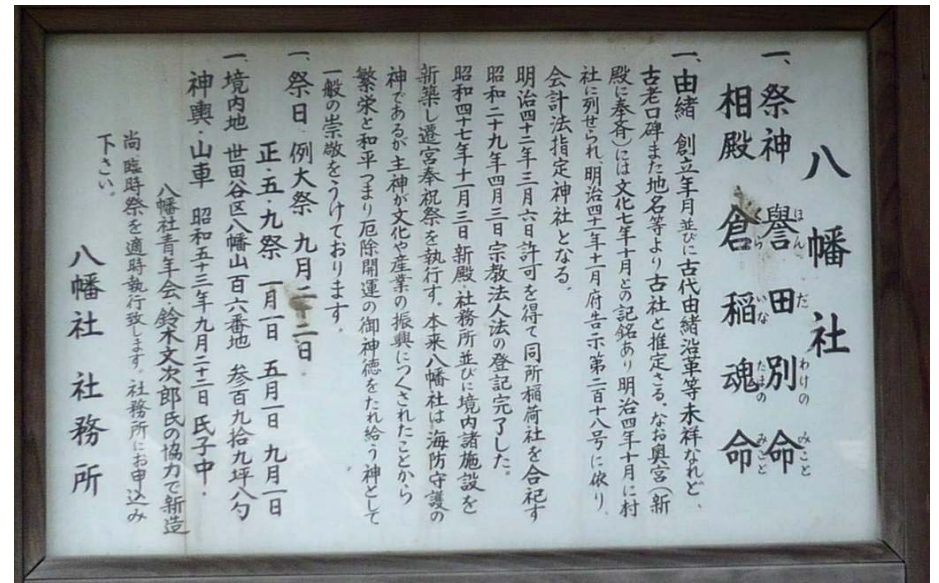 八幡社
一、祭神 譽田別命
相殿 倉稲魂命
一、由緒 創立年月並びに古代由緒沿革等未祥なれど、
古老口碑また地名等より古社と推定さる、なお奥宮(新
殿に奉斉)には文化七年十月との記銘あり明治四年十月に村
社に列せられ、明治四十一年十一月府告示第二百十八号に依り、
会計法指定神社となる。
明治四十二年三月六日許可を得て同所稲荷社を合祀す
昭和二十九年四月三日宗教法人法の登記完了した。
昭和四十七年十一月三日新殿・社務所並びに境内諸施設を
新築し遷宮奉祝祭を執行す。本来八幡社は海防守護の
神であるが主神が文化や産業の振興につくされたことから
繁栄と和平つまり厄除開運の御神徳をたれ給う神として
一般の崇敬をうけております。
一、祭日 例大祭 九月二十二日
正・五・九祭 一月一日 五月一日 九月一日
一、境内地 世田谷区八幡山百六番地 参百九拾九坪八勺
神輿・山車 昭和五十三年九月二十二日 氏子中・
八幡社青年会・鈴木文次郎氏の協力で新造
尚 臨時祭を適時執行致します。社務所にお申込み
下さい。
八幡社 社務所